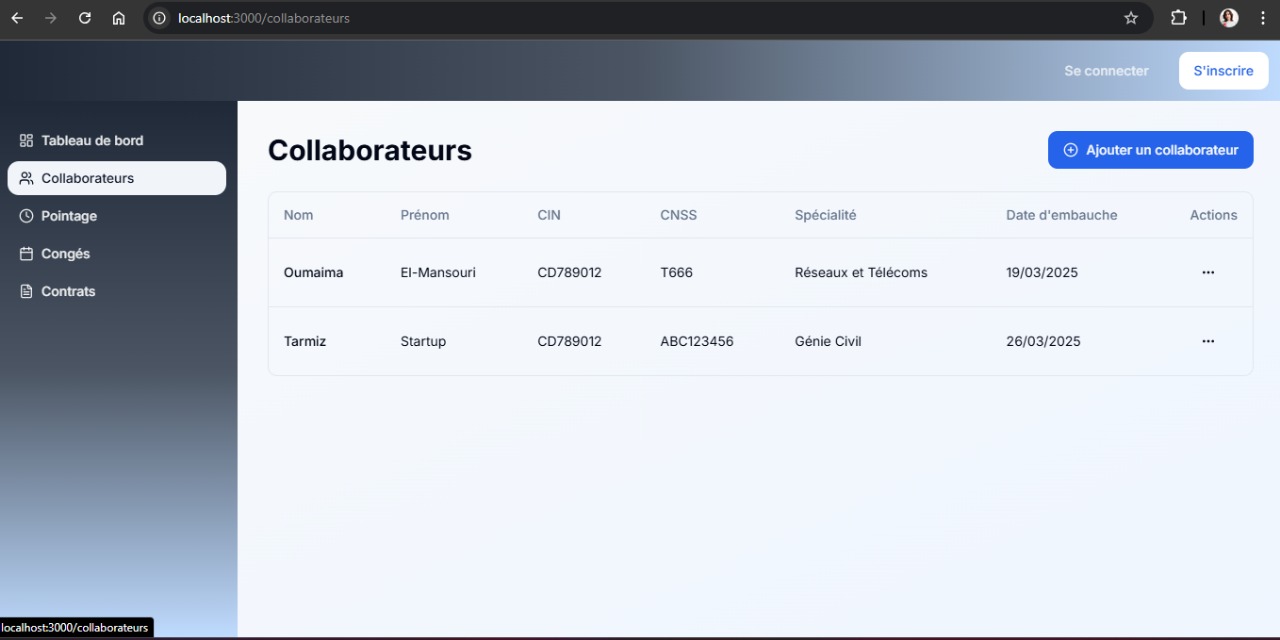 localhost:3000/collaborateurs
Se connecter
S'inscrire
Tableau de bord
Collaborateurs
Pointage
Congés
Contrats
Collaborateurs
Ajouter un collaborateur
Nom Prénom CIN CNSS Spécialité Date d'embauche Actions
Oumaima El-Mansouri CD789012 T666 Réseaux et Télécoms 19/03/2025 ...
Tarmiz Startup CD789012 ABC123456 Génie Civil 26/03/2025 ...
localhost:3000/collaborateurs